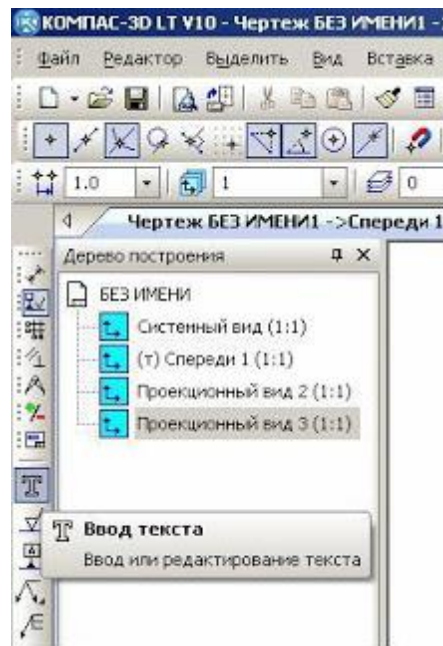 КОМПАС-3D LT V10 - Чертеж БЕЗ ИМЕНИ1 -
Файл Редактор Выделить Вид Вставка
1.0 1 0
Чертеж БЕЗ ИМЕНИ1 ->Спереди 1
Дерево построения
БЕЗ ИМЕНИ
Системный вид (1:1)
(т) Спереди 1 (1:1)
Проекционный вид 2 (1:1)
Проекционный вид 3 (1:1)
Ввод текста
Ввод или редактирование текста